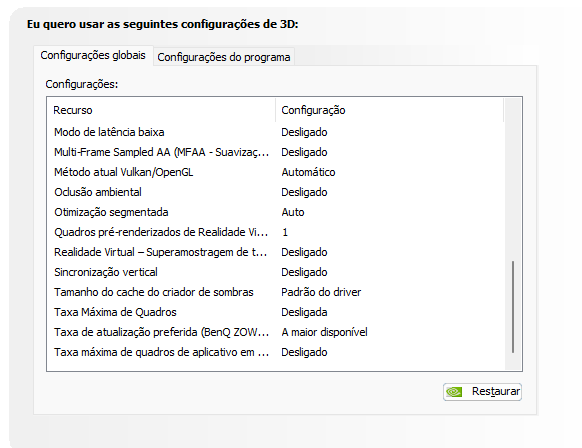 Eu quero usar as seguintes configurações de 3D:
Configurações globais Configurações do programa
Configurações:
Recurso Configuração
Modo de latência baixa Desligado
Multi-Frame Sampled AA (MFAA - Suavizaç... Desligado
Método atual Vulkan/OpenGL Automático
Oclusão ambiental Desligado
Otimização segmentada Auto
Quadros pré-renderizados de Realidade Vi... 1
Realidade Virtual – Superamostragem de t... Desligado
Sincronização vertical Desligado
Tamanho do cache do criador de sombras Padrão do driver
Taxa Máxima de Quadros Desligada
Taxa de atualização preferida (BenQ ZOW... A maior disponível
Taxa máxima de quadros de aplicativo em ... Desligado
Restaurar